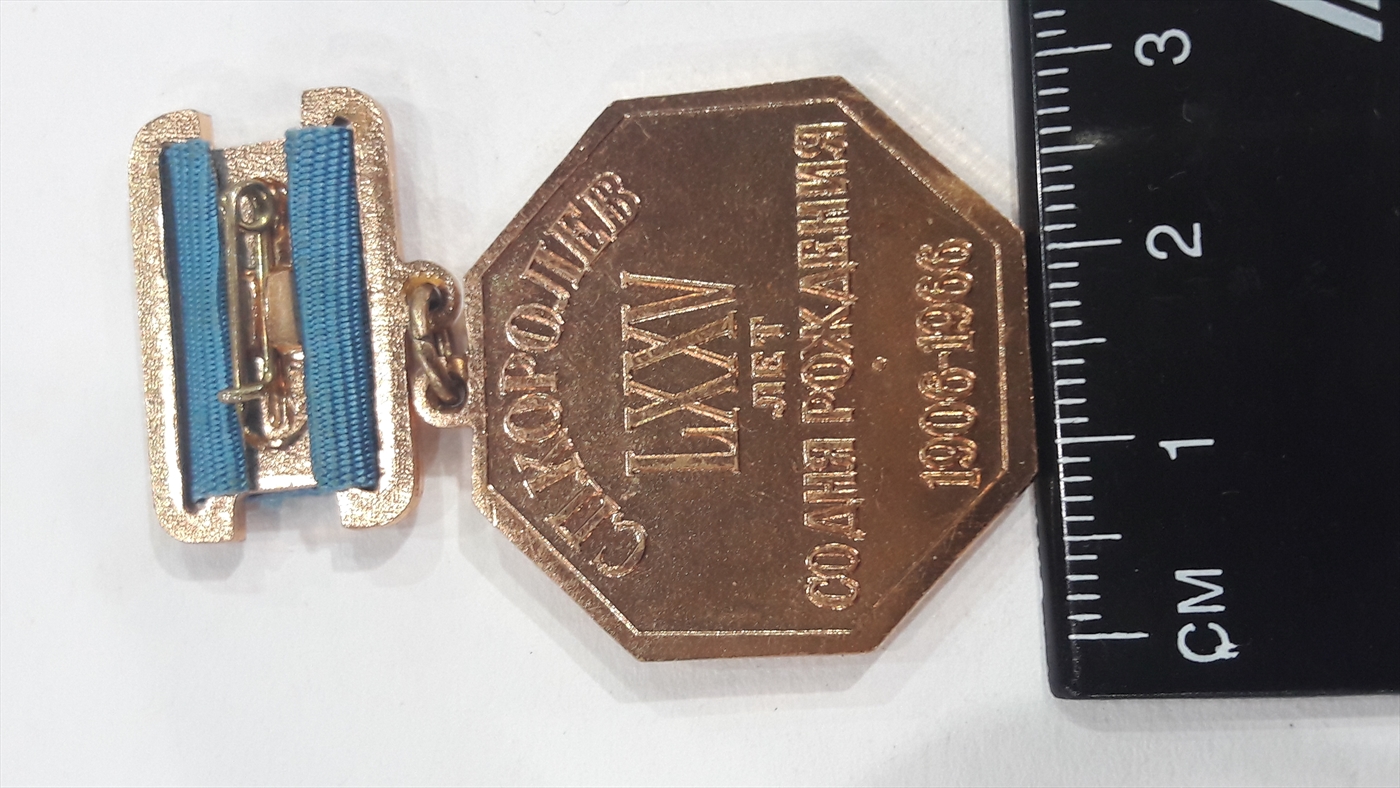 С.П.КОРОЛЕВ
LXXV
ЛЕТ
СО ДНЯ РОЖДЕНИЯ
1906-1966
СМ 1 2 3